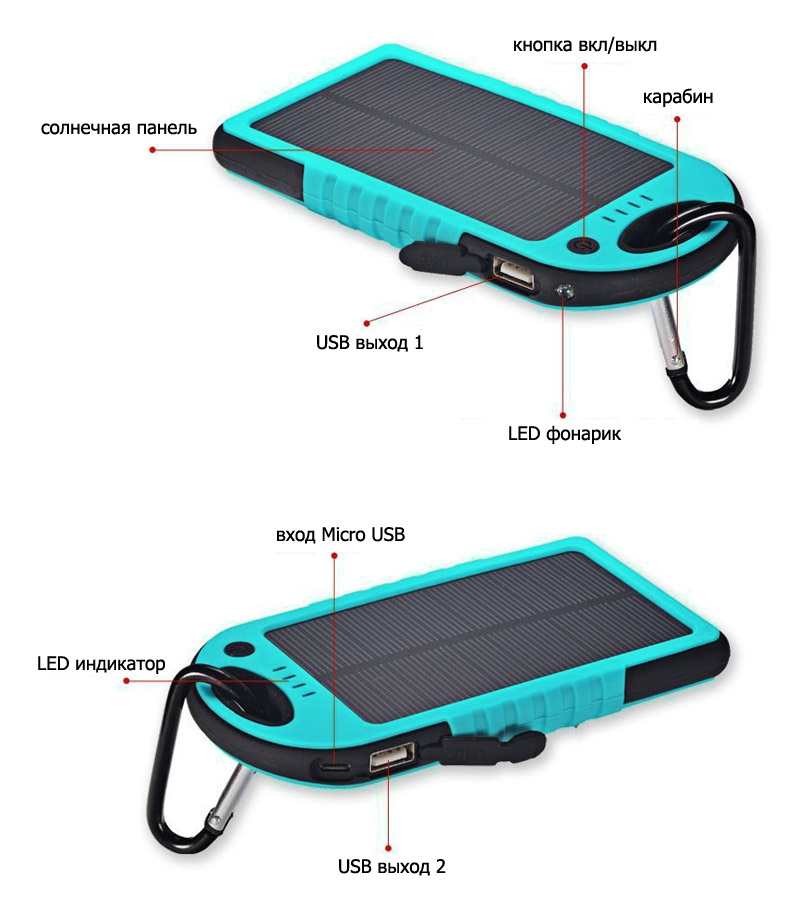 кнопка вкл/выкл
карабин
солнечная панель
USB выход 1
LED фонарик
вход Micro USB
LED индикатор
USB выход 2